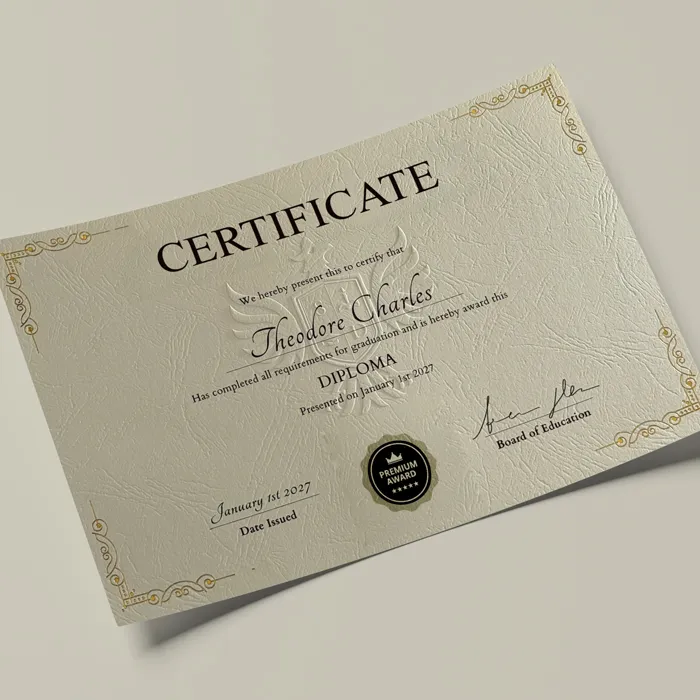 CERTIFICATE
We hereby present this to certify that
Theodore Charles
Has completed all requirements for graduation and is hereby award this
DIPLOMA
Presented on January 1st 2027
January 1st 2027
Date Issued
PREMIUM
AWARD
Board of Education